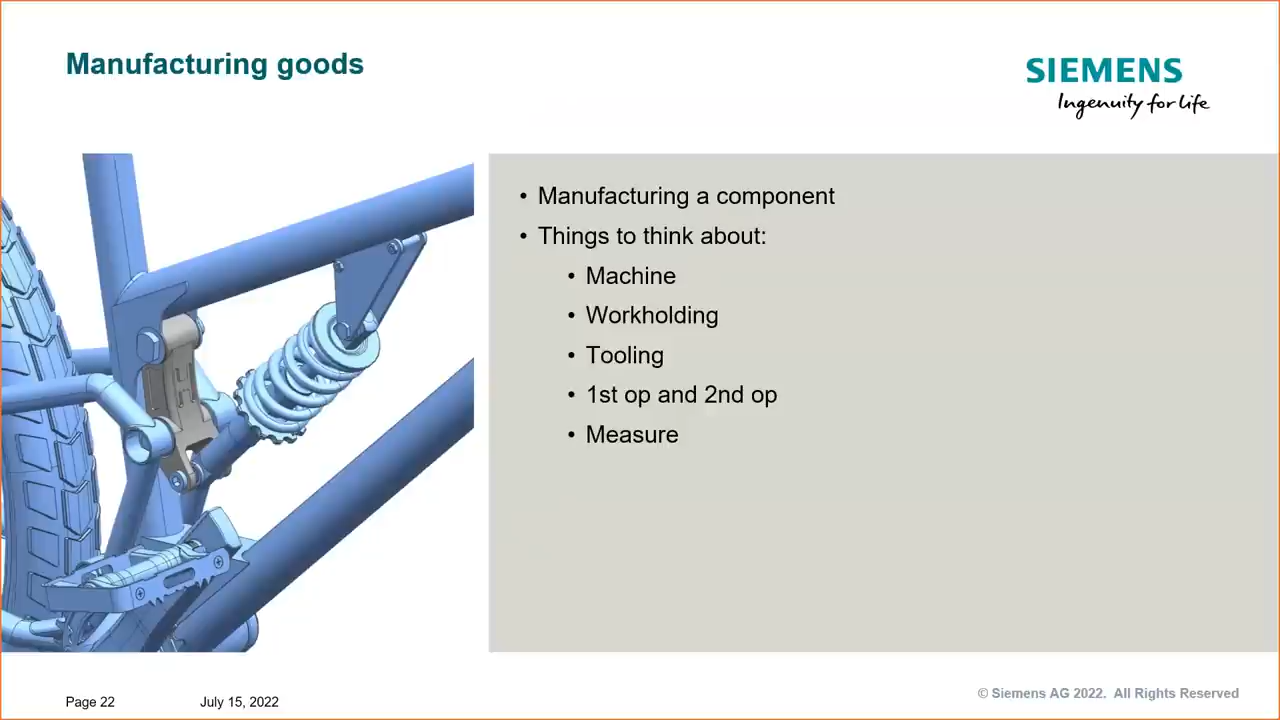 Manufacturing goods
SIEMENS
Ingenuity for life
• Manufacturing a component
• Things to think about:
• Machine
• Workholding
• Tooling
• 1st op and 2nd op
• Measure
Page 22 July 15, 2022
© Siemens AG 2022. All Rights Reserved